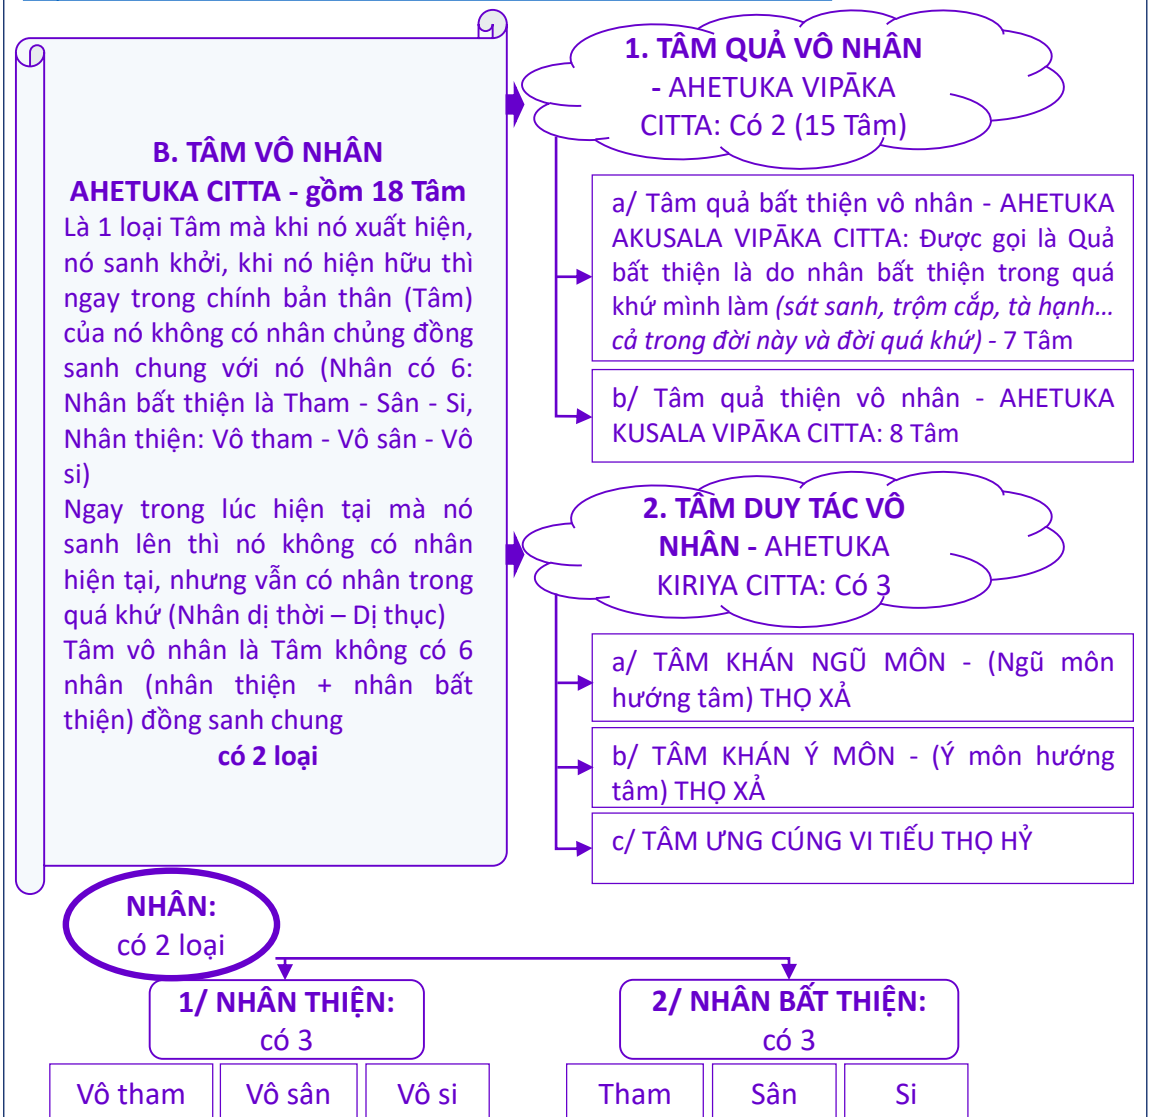 B. TÂM VÔ NHÂN
AHETUKA CITTA - gồm 18 Tâm
Là 1 loại Tâm mà khi nó xuất hiện,
nó sanh khởi, khi nó hiện hữu thì
ngay trong chính bản thân (Tâm)
của nó không có nhân chủng đồng
sanh chung với nó (Nhân có 6:
Nhân bất thiện là Tham - Sân - Si,
Nhân thiện: Vô tham - Vô sân - Vô
si)
Ngay trong lúc hiện tại mà nó
sanh lên thì nó không có nhân
hiện tại, nhưng vẫn có nhân trong
quá khứ (Nhân dị thời – Dị thục)
Tâm vô nhân là Tâm không có 6
nhân (nhân thiện + nhân bất
thiện) đồng sanh chung
có 2 loại
1. TÂM QUẢ VÔ NHÂN
- AHETUKA VIPĀKA
CITTA: Có 2 (15 Tâm)
a/ Tâm quả bất thiện vô nhân - AHETUKA
AKUSALA VIPĀKA CITTA: Được gọi là Quả
bất thiện là do nhân bất thiện trong quá
khứ mình làm (sát sanh, trộm cắp, tà hạnh…
cả trong đời này và đời quá khứ) - 7 Tâm
b/ Tâm quả thiện vô nhân - AHETUKA
KUSALA VIPĀKA CITTA: 8 Tâm
2. TÂM DUY TÁC VÔ
NHÂN - AHETUKA
KIRIYA CITTA: Có 3
a/ TÂM KHÁN NGŨ MÔN - (Ngũ môn
hướng tâm) THỌ XẢ
b/ TÂM KHÁN Ý MÔN - (Ý môn hướng
tâm) THỌ XẢ
c/ TÂM ƯNG CÚNG VI TIẾU THỌ HỶ
NHÂN:
có 2 loại
1/ NHÂN THIỆN:
có 3
Vô tham
Vô sân
Vô si
2/ NHÂN BẤT THIỆN:
có 3
Tham
Sân
Si